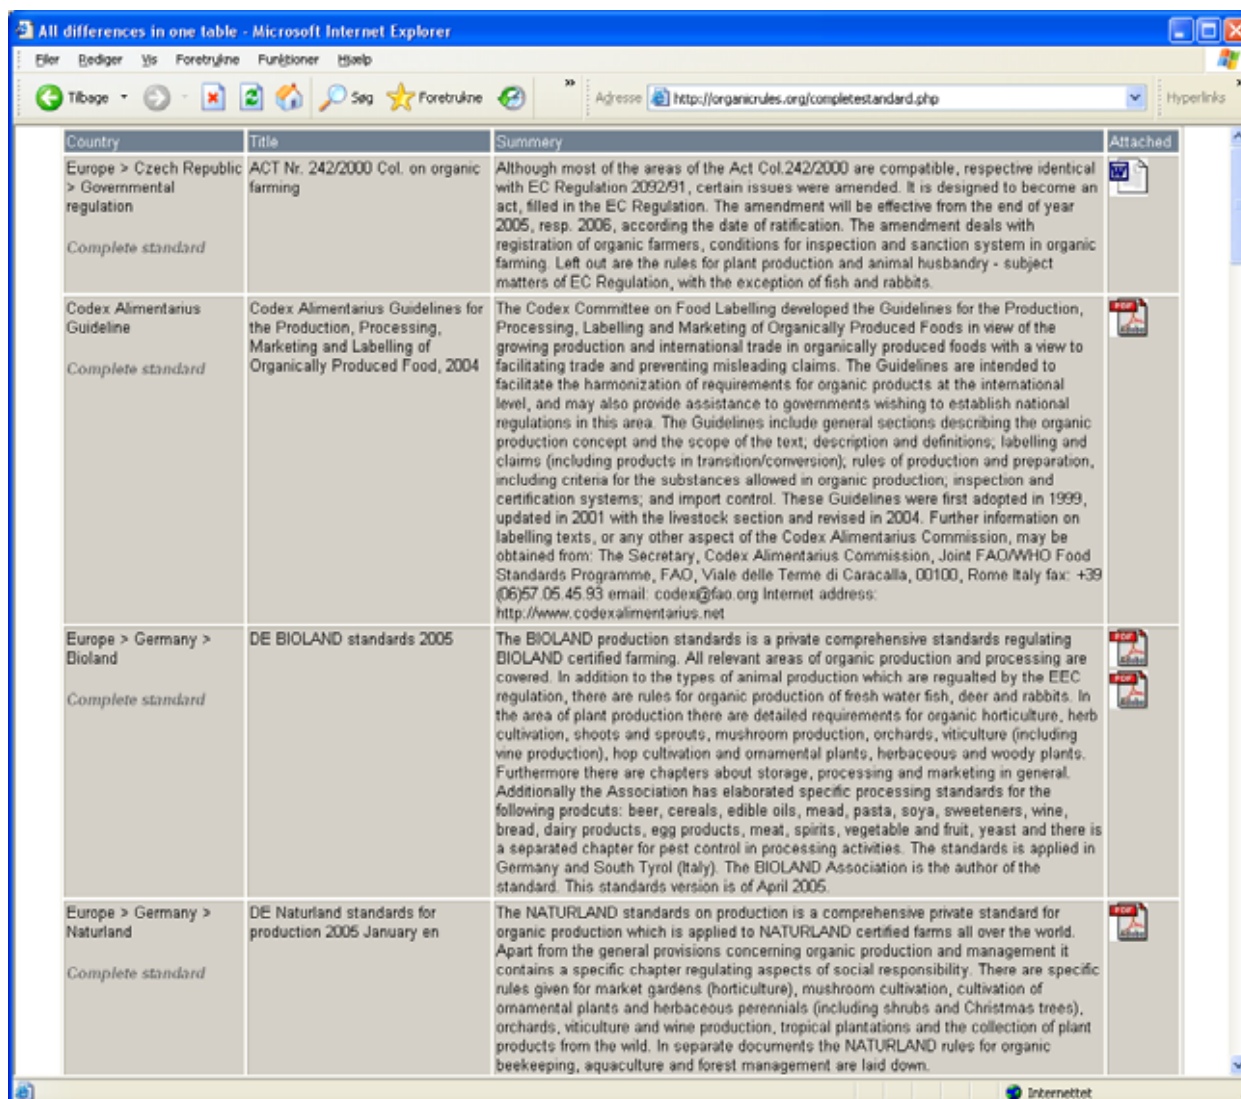 All differences in one table - Microsoft Internet Explorer
Filer Rediger Vis Foretrukne Funktioner Hjælp
Tilbage Søg Foretrukne » Adresse http://organicrules.org/completestandard.php Hyperlinks »
Country Title Summery Attached
Europe > Czech Republic
> Governmental
regulation
Complete standard
ACT Nr. 242/2000 Col. on organic
farming
Although most of the areas of the Act Col.242/2000 are compatible, respective identical
with EC Regulation 2092/91, certain issues were amended. It is designed to become an
act, filled in the EC Regulation. The amendment will be effective from the end of year
2005, resp. 2006, according the date of ratification. The amendment deals with
registration of organic farmers, conditions for inspection and sanction system in organic
farming. Left out are the rules for plant production and animal husbandry - subject
matters of EC Regulation, with the exception of fish and rabbits.
W
Codex Alimentarius
Guideline
Complete standard
Codex Alimentarius Guidelines for
the Production, Processing,
Marketing and Labelling of
Organically Produced Food, 2004
The Codex Committee on Food Labelling developed the Guidelines for the Production,
Processing, Labelling and Marketing of Organically Produced Foods in view of the
growing production and international trade in organically produced foods with a view to
facilitating trade and preventing misleading claims. The Guidelines are intended to
facilitate the harmonization of requirements for organic products at the international
level, and may also provide assistance to governments wishing to establish national
regulations in this area. The Guidelines include general sections describing the organic
production concept and the scope of the text; description and definitions; labelling and
claims (including products in transition/conversion); rules of production and preparation,
including criteria for the substances allowed in organic production; inspection and
certification systems; and import control. These Guidelines were first adopted in 1999,
updated in 2001 with the livestock section and revised in 2004. Further information on
labelling texts, or any other aspect of the Codex Alimentarius Commission, may be
obtained from: The Secretary, Codex Alimentarius Commission, Joint FAO/WHO Food
Standards Programme, FAO, Viale delle Terme di Caracalla, 00100, Rome Italy fax: +39
(06)57.05.45.93 email: codex@fao.org Internet address:
http://www.codexalimentarius.net
PDF
Adobe
Europe > Germany >
Bioland
Complete standard
DE BIOLAND standards 2005
The BIOLAND production standards is a private comprehensive standards regulating
BIOLAND certified farming. All relevant areas of organic production and processing are
covered. In addition to the types of animal production which are regualted by the EEC
regulation, there are rules for organic production of fresh water fish, deer and rabbits. In
the area of plant production there are detailed requirements for organic horticulture, herb
cultivation, shoots and sprouts, mushroom production, orchards, viticulture (including
vine production), hop cultivation and ornamental plants, herbaceous and woody plants.
Furthermore there are chapters about storage, processing and marketing in general.
Additionally the Association has elaborated specific processing standards for the
following prodcuts: beer, cereals, edible oils, mead, pasta, soya, sweeteners, wine,
bread, dairy products, egg products, meat, spirits, vegetable and fruit, yeast and there is
a separated chapter for pest control in processing activities. The standards is applied in
Germany and South Tyrol (Italy). The BIOLAND Association is the author of the
standard. This standards version is of April 2005.
PDF
Adobe
PDF
Adobe
Europe > Germany >
Naturland
Complete standard
DE Naturland standards for
production 2005 January en
The NATURLAND standards on production is a comprehensive private standard for
organic production which is applied to NATURLAND certified farms all over the world.
Apart from the general provisions concerning organic production and management it
contains a specific chapter regulating aspects of social responsibility. There are specific
rules given for market gardens (horticulture), mushroom cultivation, cultivation of
ornamental plants and herbaceous perennials (including shrubs and Christmas trees),
orchards, viticulture and wine production, tropical plantations and the collection of plant
products from the wild. In separate documents the NATURLAND rules for organic
beekeeping, aquaculture and forest management are laid down.
PDF
Adobe
Internettet